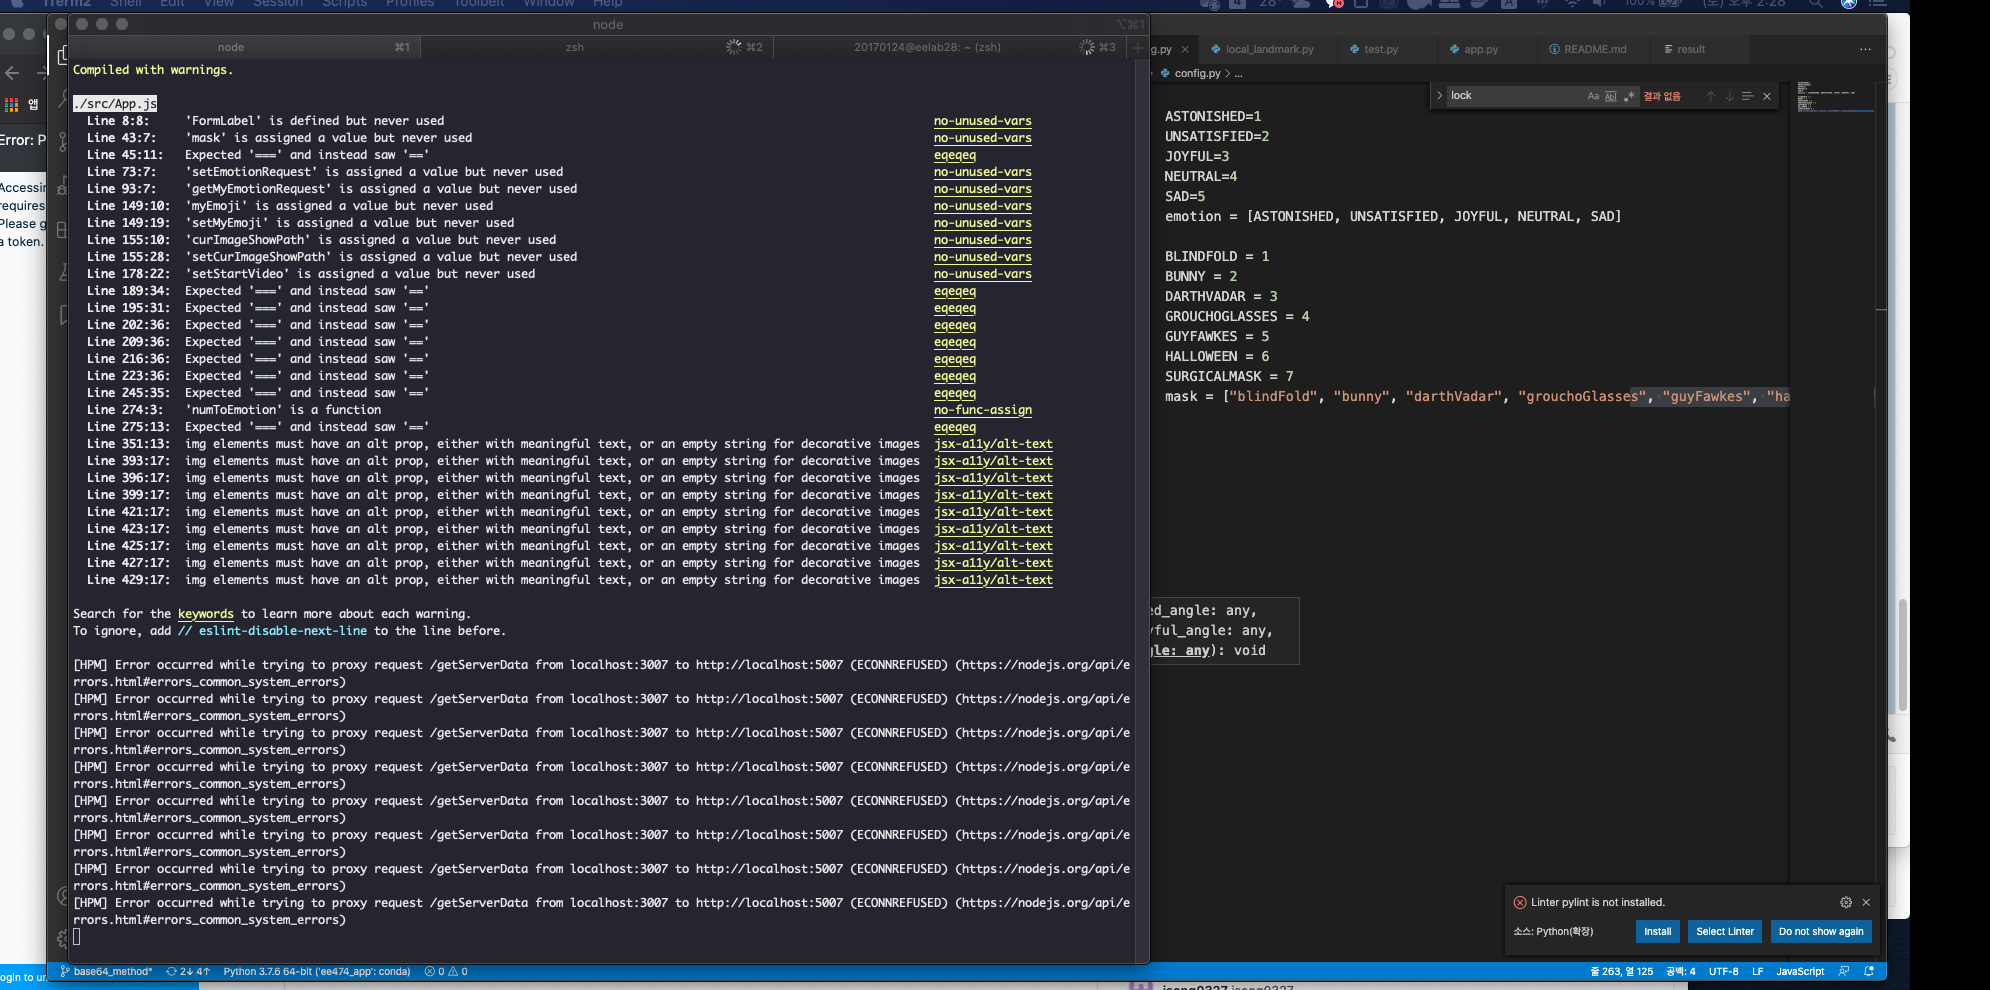 iTerm2 Shell Edit View Session Scripts Profiles Toolbelt Window Help
100% (토) 오후 2:28
node ⌥⌘1
node ⌘1 zsh ⌘2 20170124@eelab28: ~ (zsh) ⌘3
Compiled with warnings.
./src/App.js
Line 8:8: 'FormLabel' is defined but never used no-unused-vars
Line 43:7: 'mask' is assigned a value but never used no-unused-vars
Line 45:11: Expected '===' and instead saw '==' eqeqeq
Line 73:7: 'setEmotionRequest' is assigned a value but never used no-unused-vars
Line 93:7: 'getMyEmotionRequest' is assigned a value but never used no-unused-vars
Line 149:10: 'myEmoji' is assigned a value but never used no-unused-vars
Line 149:19: 'setMyEmoji' is assigned a value but never used no-unused-vars
Line 155:10: 'curImageShowPath' is assigned a value but never used no-unused-vars
Line 155:28: 'setCurImageShowPath' is assigned a value but never used no-unused-vars
Line 178:22: 'setStartVideo' is assigned a value but never used no-unused-vars
Line 189:34: Expected '===' and instead saw '==' eqeqeq
Line 195:31: Expected '===' and instead saw '==' eqeqeq
Line 202:36: Expected '===' and instead saw '==' eqeqeq
Line 209:36: Expected '===' and instead saw '==' eqeqeq
Line 216:36: Expected '===' and instead saw '==' eqeqeq
Line 223:36: Expected '===' and instead saw '==' eqeqeq
Line 245:35: Expected '===' and instead saw '==' eqeqeq
Line 274:3: 'numToEmotion' is a function no-func-assign
Line 275:13: Expected '===' and instead saw '==' eqeqeq
Line 351:13: img elements must have an alt prop, either with meaningful text, or an empty string for decorative images jsx-a11y/alt-text
Line 393:17: img elements must have an alt prop, either with meaningful text, or an empty string for decorative images jsx-a11y/alt-text
Line 396:17: img elements must have an alt prop, either with meaningful text, or an empty string for decorative images jsx-a11y/alt-text
Line 399:17: img elements must have an alt prop, either with meaningful text, or an empty string for decorative images jsx-a11y/alt-text
Line 421:17: img elements must have an alt prop, either with meaningful text, or an empty string for decorative images jsx-a11y/alt-text
Line 423:17: img elements must have an alt prop, either with meaningful text, or an empty string for decorative images jsx-a11y/alt-text
Line 425:17: img elements must have an alt prop, either with meaningful text, or an empty string for decorative images jsx-a11y/alt-text
Line 427:17: img elements must have an alt prop, either with meaningful text, or an empty string for decorative images jsx-a11y/alt-text
Line 429:17: img elements must have an alt prop, either with meaningful text, or an empty string for decorative images jsx-a11y/alt-text
Search for the keywords to learn more about each warning.
To ignore, add // eslint-disable-next-line to the line before.
[HPM] Error occurred while trying to proxy request /getServerData from localhost:3007 to http://localhost:5007 (ECONNREFUSED) (https://nodejs.org/api/e
rrors.html#errors_common_system_errors)
[HPM] Error occurred while trying to proxy request /getServerData from localhost:3007 to http://localhost:5007 (ECONNREFUSED) (https://nodejs.org/api/e
rrors.html#errors_common_system_errors)
[HPM] Error occurred while trying to proxy request /getServerData from localhost:3007 to http://localhost:5007 (ECONNREFUSED) (https://nodejs.org/api/e
rrors.html#errors_common_system_errors)
[HPM] Error occurred while trying to proxy request /getServerData from localhost:3007 to http://localhost:5007 (ECONNREFUSED) (https://nodejs.org/api/e
rrors.html#errors_common_system_errors)
[HPM] Error occurred while trying to proxy request /getServerData from localhost:3007 to http://localhost:5007 (ECONNREFUSED) (https://nodejs.org/api/e
rrors.html#errors_common_system_errors)
[HPM] Error occurred while trying to proxy request /getServerData from localhost:3007 to http://localhost:5007 (ECONNREFUSED) (https://nodejs.org/api/e
rrors.html#errors_common_system_errors)
[HPM] Error occurred while trying to proxy request /getServerData from localhost:3007 to http://localhost:5007 (ECONNREFUSED) (https://nodejs.org/api/e
rrors.html#errors_common_system_errors)
[HPM] Error occurred while trying to proxy request /getServerData from localhost:3007 to http://localhost:5007 (ECONNREFUSED) (https://nodejs.org/api/e
rrors.html#errors_common_system_errors)
앱
Error: P
Accessin
requires
Please g
a token.
ogin to un
g.py local_landmark.py test.py app.py README.md result
config.py > ...
lock Aa Abl .* 결과 없음
ASTONISHED=1
UNSATISFIED=2
JOYFUL=3
NEUTRAL=4
SAD=5
emotion = [ASTONISHED, UNSATISFIED, JOYFUL, NEUTRAL, SAD]
BLINDFOLD = 1
BUNNY = 2
DARTHVADAR = 3
GROUCHOGLASSES = 4
GUYFAWKES = 5
HALLOWEEN = 6
SURGICALMASK = 7
mask = ["blindFold", "bunny", "darthVadar", "grouchoGlasses", "guyFawkes", "ha
ed_angle: any,
yful_angle: any,
gle: any): void
Linter pylint is not installed.
소스: Python(확장) Install Select Linter Do not show again
base64_method* 2↓ 4↑ Python 3.7.6 64-bit ('ee474_app': conda) 0 0 줄 263, 열 125 공백: 4 UTF-8 LF JavaScript
jseng0327 jseng0327